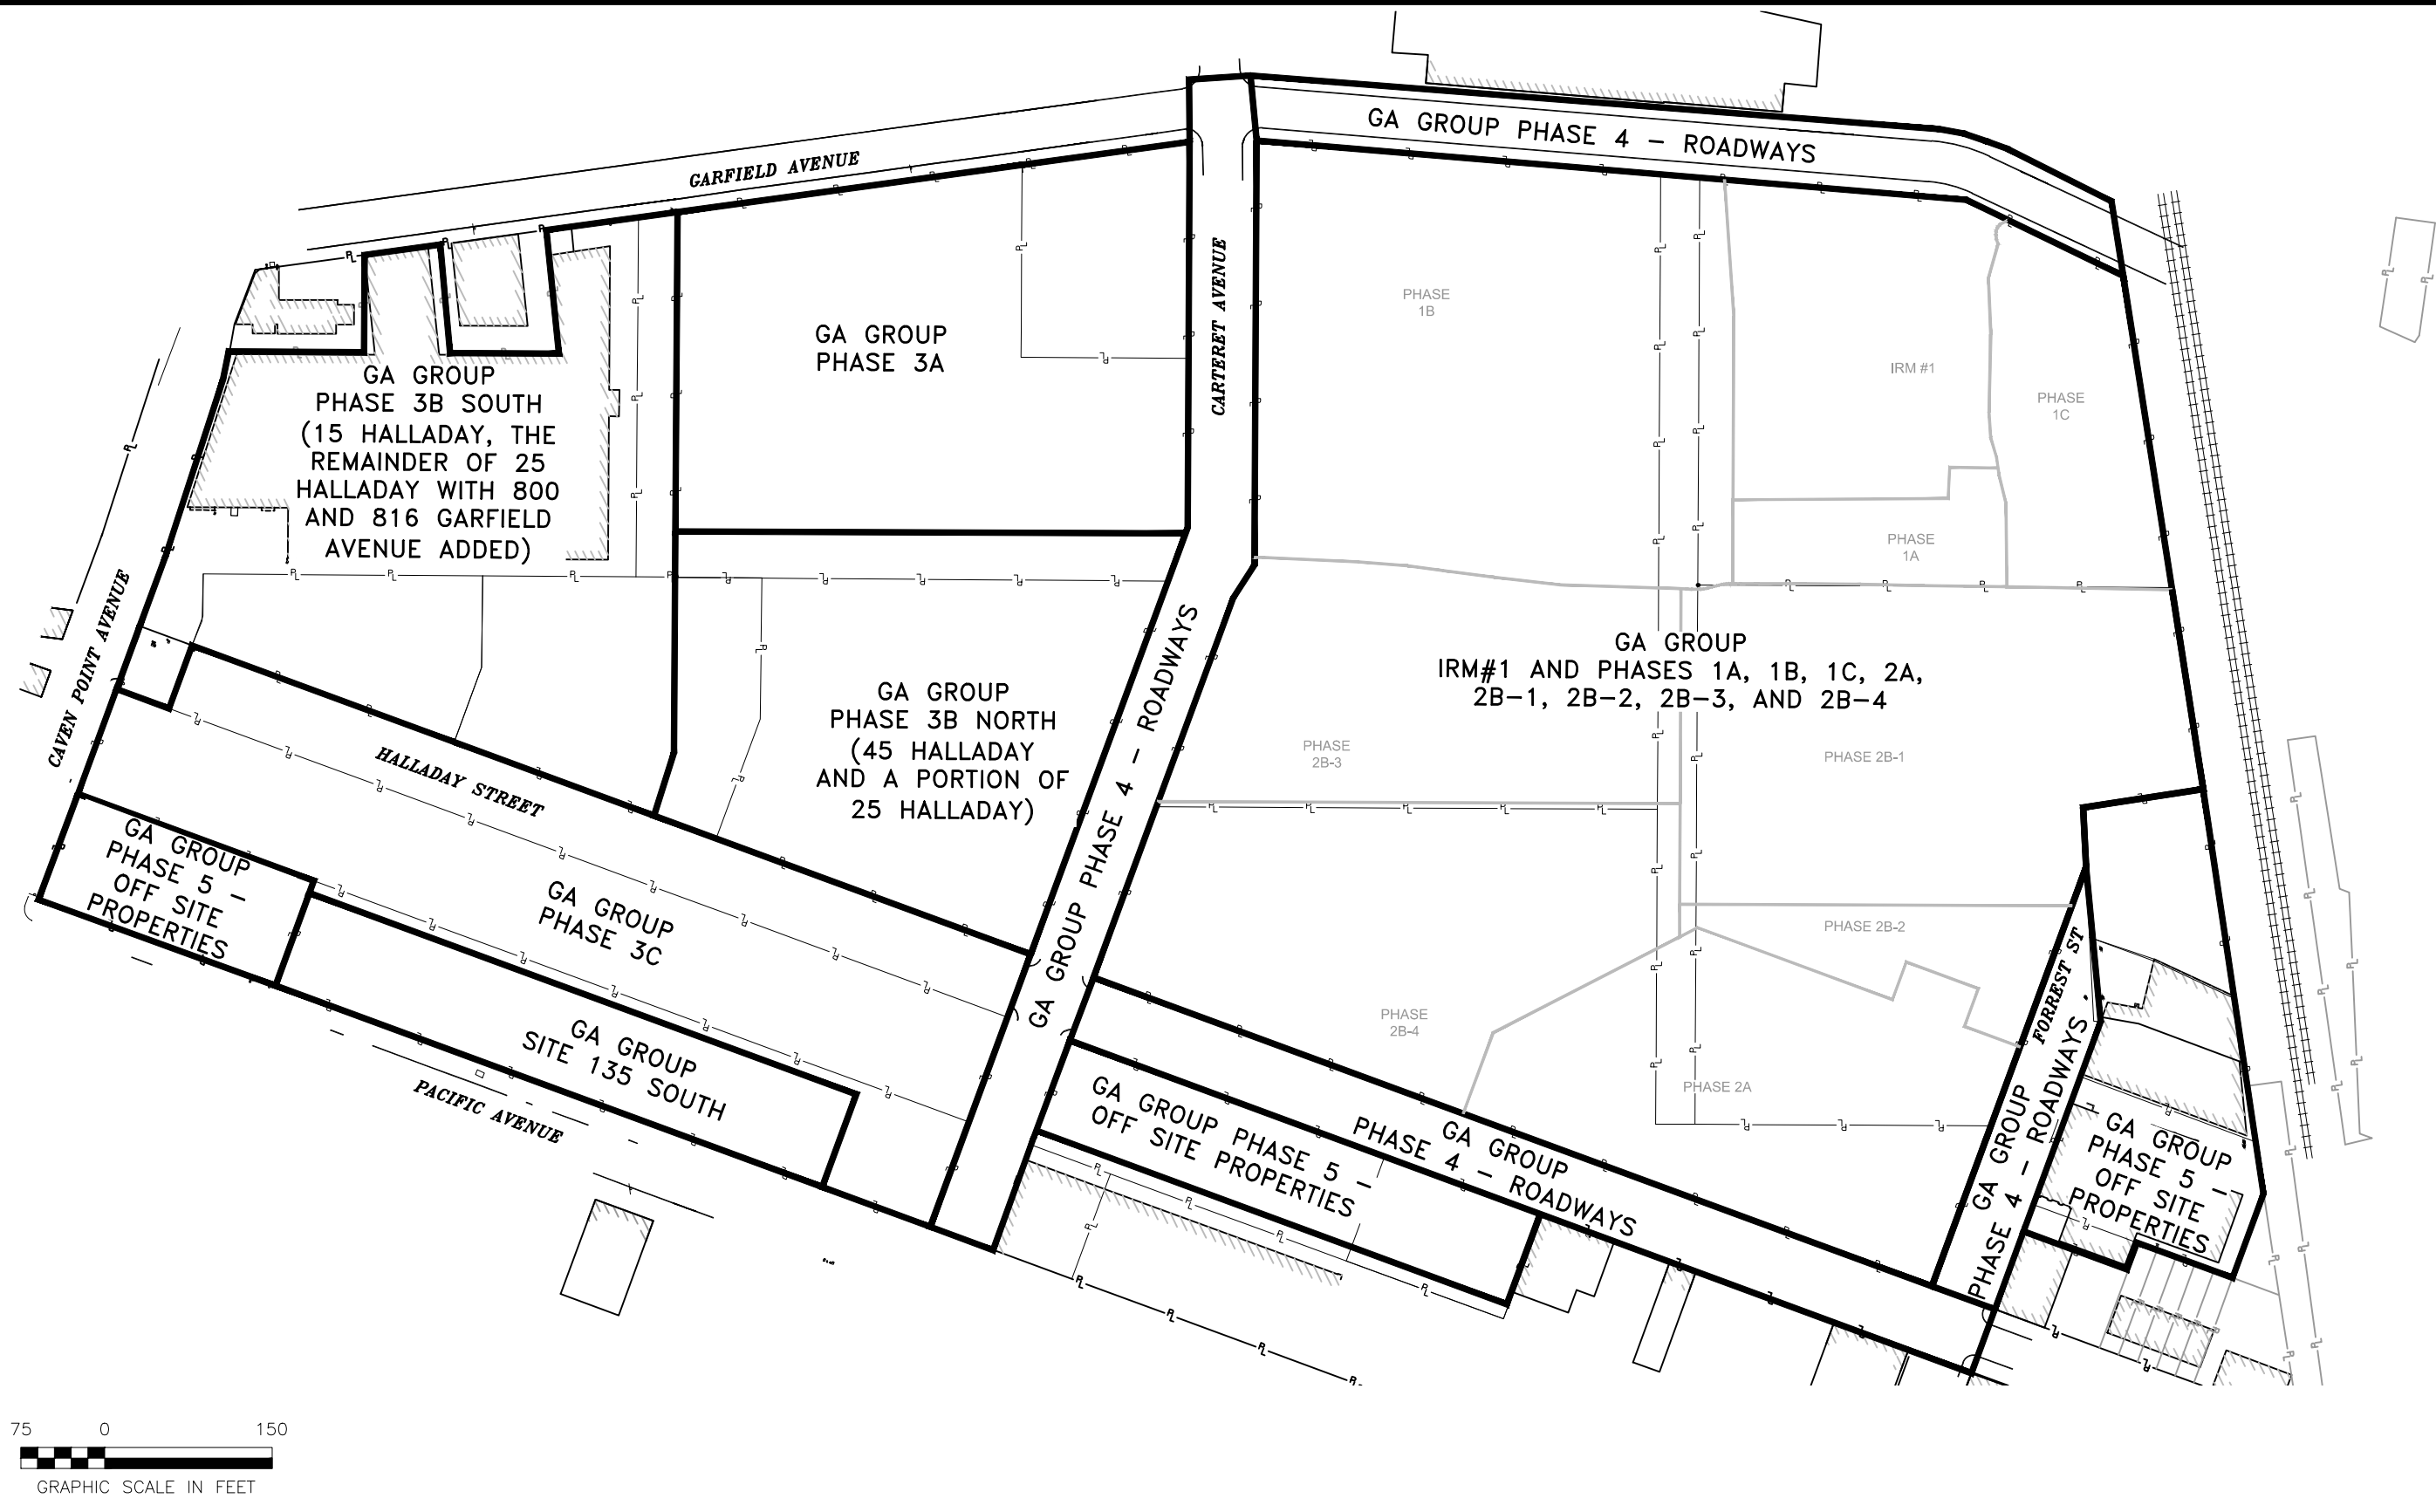 GA GROUP PHASE 4 - ROADWAYS
GARFIELD AVENUE
CARTERET AVENUE
PHASE
1B
IRM #1
PHASE
1C
PHASE
1A
GA GROUP
PHASE 3A
GA GROUP
PHASE 3B SOUTH
(15 HALLADAY, THE
REMAINDER OF 25
HALLADAY WITH 800
AND 816 GARFIELD
AVENUE ADDED)
CAVEN POINT AVENUE
GA GROUP
PHASE 3B NORTH
(45 HALLADAY
AND A PORTION OF
25 HALLADAY)
GA GROUP PHASE 4 - ROADWAYS
GA GROUP
IRM#1 AND PHASES 1A, 1B, 1C, 2A,
2B-1, 2B-2, 2B-3, AND 2B-4
PHASE
2B-3
PHASE 2B-1
HALLADAY STREET
GA GROUP
PHASE 5 -
OFF SITE
PROPERTIES
GA GROUP
PHASE 3C
PHASE 2B-2
FORREST ST
PHASE
2B-4
PHASE 2A
GA GROUP
SITE 135 SOUTH
PACIFIC AVENUE
GA GROUP PHASE 5 -
OFF SITE PROPERTIES
GA GROUP
PHASE 4 - ROADWAYS
GA GROUP
PHASE 4 - ROADWAYS
GA GROUP
PHASE 5 -
OFF SITE
PROPERTIES
75 0 150
GRAPHIC SCALE IN FEET